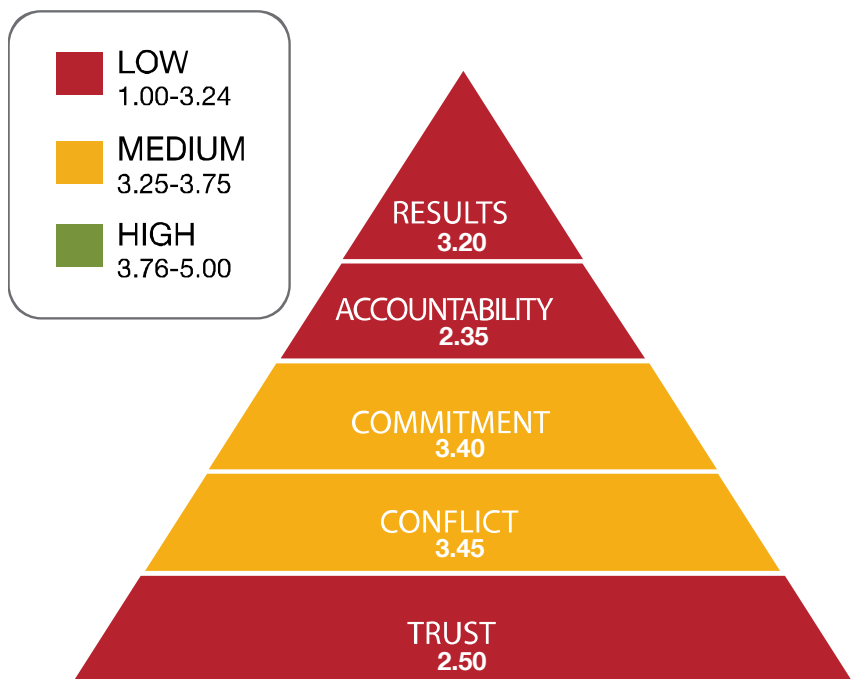 LOW
1.00-3.24
MEDIUM
3.25-3.75
HIGH
3.76-5.00
RESULTS
3.20
ACCOUNTABILITY
2.35
COMMITMENT
3.40
CONFLICT
3.45
TRUST
2.50